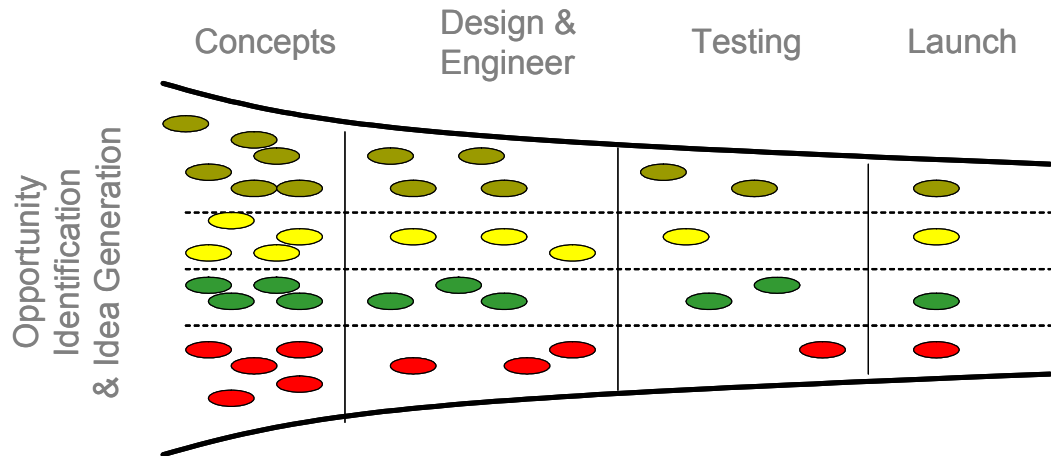 Concepts
Design &
Engineer
Testing
Launch
Opportunity
Identification
& Idea Generation